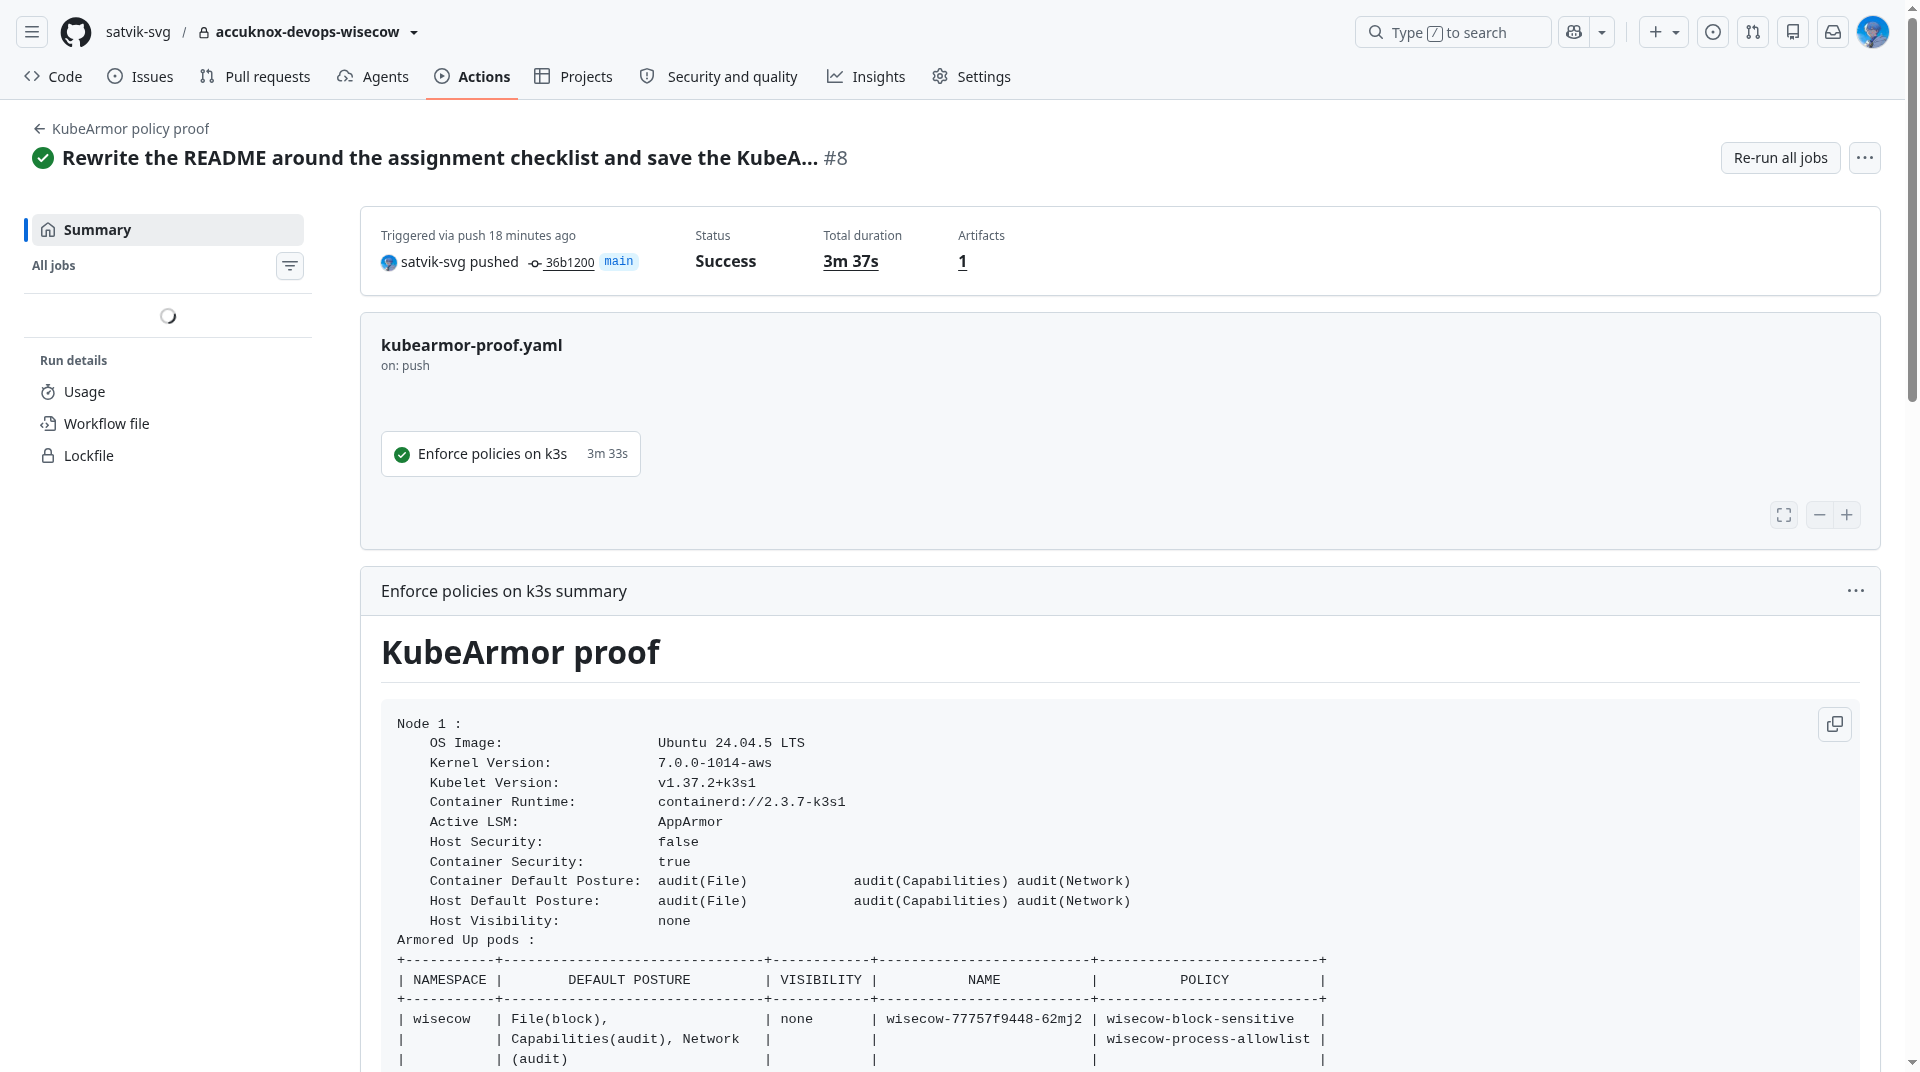 satvik-svg / accuknox-devops-wisecow
Type / to search
Code Issues Pull requests Agents Actions Projects Security and quality Insights Settings
KubeArmor policy proof
Rewrite the README around the assignment checklist and save the KubeA... #8
Re-run all jobs
Summary
All jobs
Run details
Usage
Workflow file
Lockfile
Triggered via push 18 minutes ago
satvik-svg pushed 36b1200 main
Status
Success
Total duration
3m 37s
Artifacts
1
kubearmor-proof.yaml
on: push
Enforce policies on k3s 3m 33s
Enforce policies on k3s summary
KubeArmor proof
Node 1 :
OS Image: Ubuntu 24.04.5 LTS
Kernel Version: 7.0.0-1014-aws
Kubelet Version: v1.37.2+k3s1
Container Runtime: containerd://2.3.7-k3s1
Active LSM: AppArmor
Host Security: false
Container Security: true
Container Default Posture: audit(File) audit(Capabilities) audit(Network)
Host Default Posture: audit(File) audit(Capabilities) audit(Network)
Host Visibility: none
Armored Up pods :
+-----------+--------------------------------+------------+--------------------------+---------------------------+
| NAMESPACE | DEFAULT POSTURE | VISIBILITY | NAME | POLICY |
+-----------+--------------------------------+------------+--------------------------+---------------------------+
| wisecow | File(block), | none | wisecow-77757f9448-62mj2 | wisecow-block-sensitive |
| | Capabilities(audit), Network | | | wisecow-process-allowlist |
| | (audit) | | | |